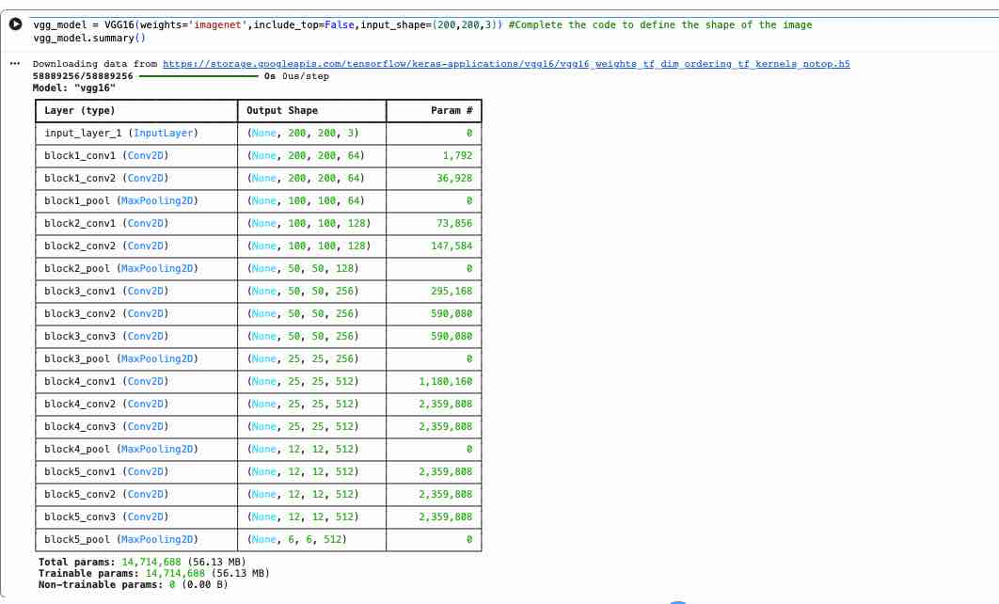 vgg_model = VGG16(weights='imagenet',include_top=False,input_shape=(200,200,3)) #Complete the code to define the shape of the image
vgg_model.summary()
Downloading data from https://storage.googleapis.com/tensorflow/keras-applications/vgg16/vgg16_weights_tf_dim_ordering_tf_kernels_notop.h5
58889256/58889256 0s 0us/step
Model: "vgg16"
Layer (type) Output Shape Param #
input_layer_1 (InputLayer) (None, 200, 200, 3) 0
block1_conv1 (Conv2D) (None, 200, 200, 64) 1,792
block1_conv2 (Conv2D) (None, 200, 200, 64) 36,928
block1_pool (MaxPooling2D) (None, 100, 100, 64) 0
block2_conv1 (Conv2D) (None, 100, 100, 128) 73,856
block2_conv2 (Conv2D) (None, 100, 100, 128) 147,584
block2_pool (MaxPooling2D) (None, 50, 50, 128) 0
block3_conv1 (Conv2D) (None, 50, 50, 256) 295,168
block3_conv2 (Conv2D) (None, 50, 50, 256) 590,080
block3_conv3 (Conv2D) (None, 50, 50, 256) 590,080
block3_pool (MaxPooling2D) (None, 25, 25, 256) 0
block4_conv1 (Conv2D) (None, 25, 25, 512) 1,180,160
block4_conv2 (Conv2D) (None, 25, 25, 512) 2,359,808
block4_conv3 (Conv2D) (None, 25, 25, 512) 2,359,808
block4_pool (MaxPooling2D) (None, 12, 12, 512) 0
block5_conv1 (Conv2D) (None, 12, 12, 512) 2,359,808
block5_conv2 (Conv2D) (None, 12, 12, 512) 2,359,808
block5_conv3 (Conv2D) (None, 12, 12, 512) 2,359,808
block5_pool (MaxPooling2D) (None, 6, 6, 512) 0
Total params: 14,714,688 (56.13 MB)
Trainable params: 14,714,688 (56.13 MB)
Non-trainable params: 0 (0.00 B)